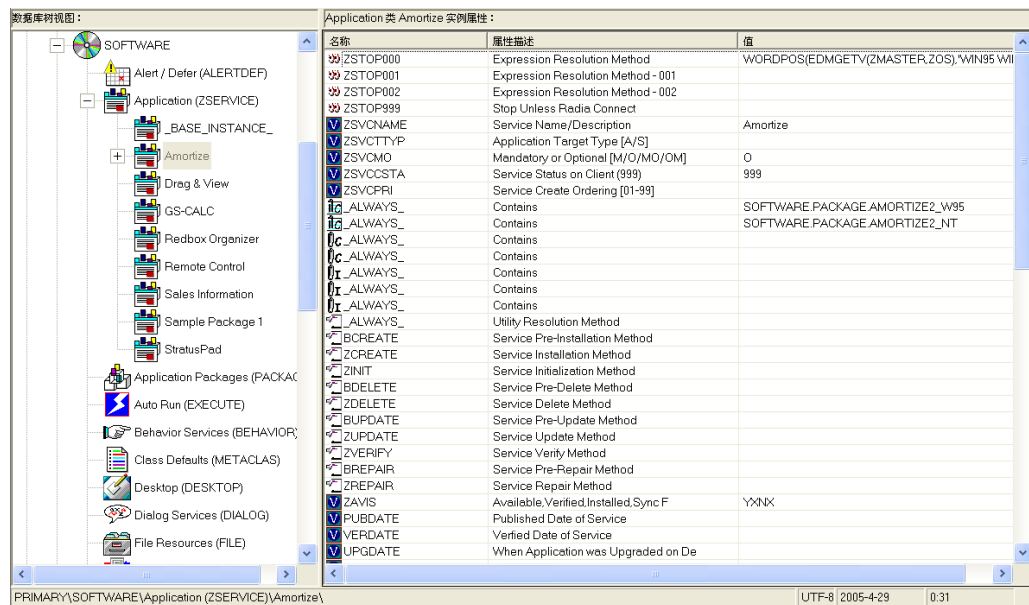 数据库树视图：
SOFTWARE
Alert / Defer (ALERTDEF)
Application (ZSERVICE)
_BASE_INSTANCE_
Amortize
Drag & View
GS-CALC
Redbox Organizer
Remote Control
Sales Information
Sample Package 1
StratusPad
Application Packages (PACKAG
Auto Run (EXECUTE)
Behavior Services (BEHAVIOR)
Class Defaults (METACLAS)
Desktop (DESKTOP)
Dialog Services (DIALOG)
File Resources (FILE)
Application 类 Amortize 实例属性：
名称 属性描述 值
ZSTOP000 Expression Resolution Method WORDPOS(EDMGETV(ZMASTER,ZOS),'WIN95 WI
ZSTOP001 Expression Resolution Method - 001
ZSTOP002 Expression Resolution Method - 002
ZSTOP999 Stop Unless Radia Connect
ZSVCNAME Service Name/Description Amortize
ZSVCTTYP Application Target Type [A/S]
ZSVCMO Mandatory or Optional [M/O/MO/OM] O
ZSVCCSTA Service Status on Client (999) 999
ZSVCPRI Service Create Ordering [01-99]
_ALWAYS_ Contains SOFTWARE.PACKAGE.AMORTIZE2_W95
_ALWAYS_ Contains SOFTWARE.PACKAGE.AMORTIZE2_NT
_ALWAYS_ Contains
_ALWAYS_ Contains
_ALWAYS_ Contains
_ALWAYS_ Contains
_ALWAYS_ Contains
_ALWAYS_ Utility Resolution Method
BCREATE Service Pre-Installation Method
ZCREATE Service Installation Method
ZINIT Service Initialization Method
BDELETE Service Pre-Delete Method
ZDELETE Service Delete Method
BUPDATE Service Pre-Update Method
ZUPDATE Service Update Method
ZVERIFY Service Verify Method
BREPAIR Service Pre-Repair Method
ZREPAIR Service Repair Method
ZAVIS Available,Verified,Installed,Sync F YXNX
PUBDATE Published Date of Service
VERDATE Verfied Date of Service
UPGDATE When Application was Upgraded on De
PRIMARY\SOFTWARE\Application (ZSERVICE)\Amortize\ UTF-8 2005-4-29 0:31